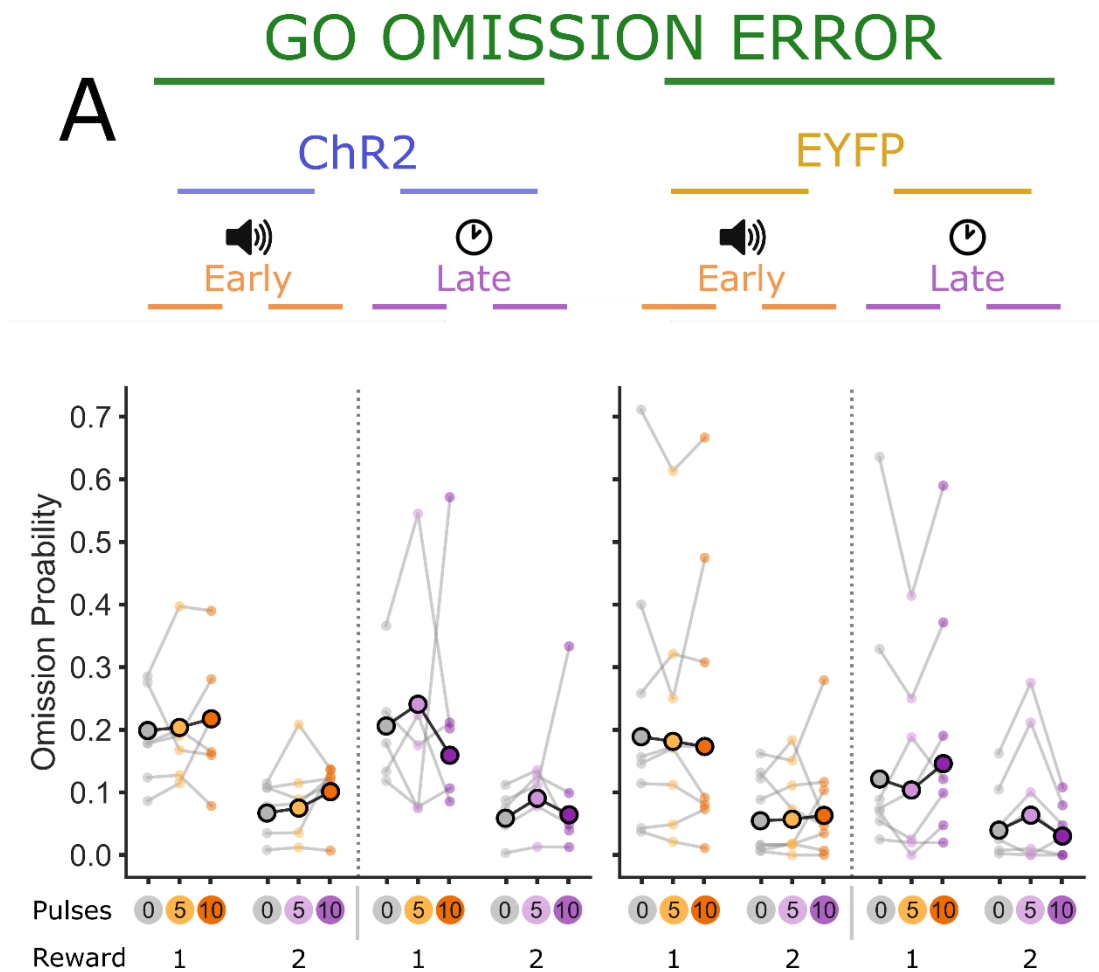 GO OMISSION ERROR
A
ChR2 EYFP
Early Late Early Late
Omission Proability
0.7
0.6
0.5
0.4
0.3
0.2
0.1
0.0
Pulses 0 5 10 0 5 10 0 5 10 0 5 10 0 5 10 0 5 10 0 5 10 0 5 10
Reward 1 2 1 2 1 2 1 2